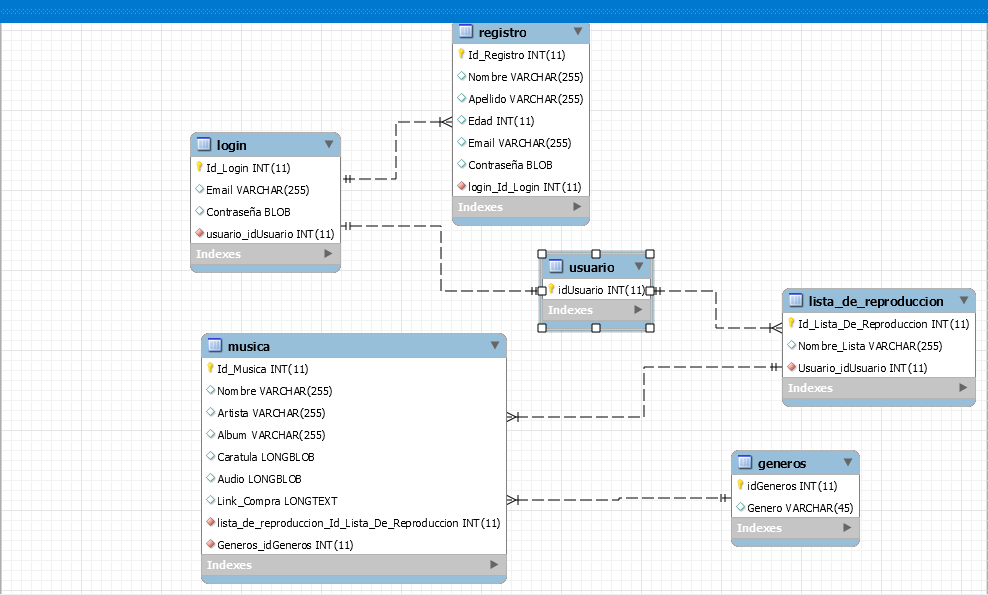 registro
Id_Registro INT(11)
Nombre VARCHAR(255)
Apellido VARCHAR(255)
Edad INT(11)
Email VARCHAR(255)
Contraseña BLOB
login_Id_Login INT(11)
Indexes
login
Id_Login INT(11)
Email VARCHAR(255)
Contraseña BLOB
usuario_idUsuario INT(11)
Indexes
usuario
idUsuario INT(11)
Indexes
lista_de_reproduccion
Id_Lista_De_Reproduccion INT(11)
Nombre_Lista VARCHAR(255)
Usuario_idUsuario INT(11)
Indexes
musica
Id_Musica INT(11)
Nombre VARCHAR(255)
Artista VARCHAR(255)
Album VARCHAR(255)
Caratula LONGBLOB
Audio LONGBLOB
Link_Compra LONGTEXT
lista_de_reproduccion_Id_Lista_De_Reproduccion INT(11)
Generos_idGeneros INT(11)
Indexes
generos
idGeneros INT(11)
Genero VARCHAR(45)
Indexes